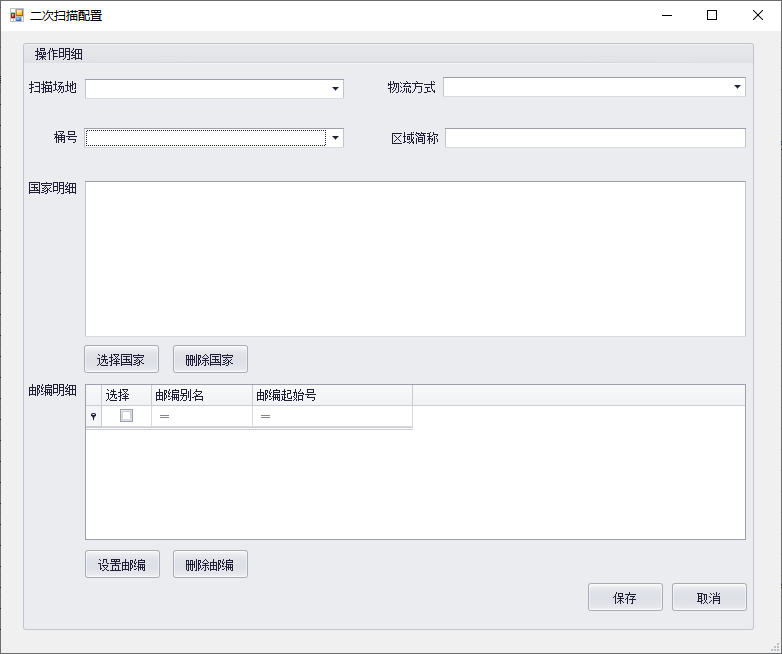 二次扫描配置
操作明细
扫描场地 物流方式
桶号 区域简称
国家明细
选择国家 删除国家
邮编明细 选择 邮编别名 邮编起始号
= =
设置邮编 删除邮编
保存 取消